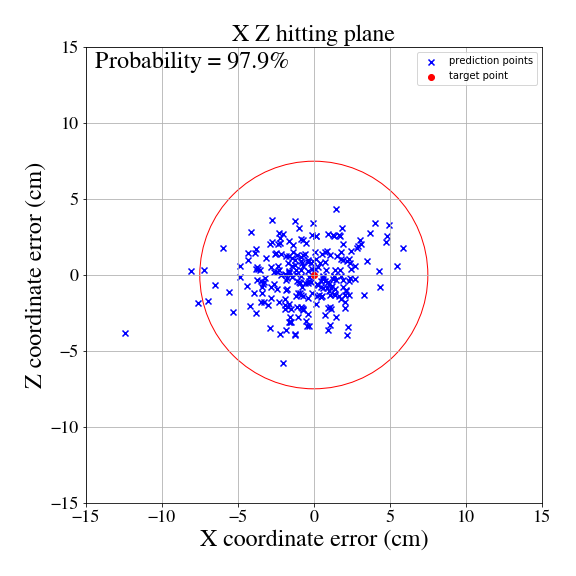 X Z hitting plane
Probability = 97.9%
prediction points
target point
15
10
5
0
−5
−10
−15
Z coordinate error (cm)
−15 −10 −5 0 5 10 15
X coordinate error (cm)